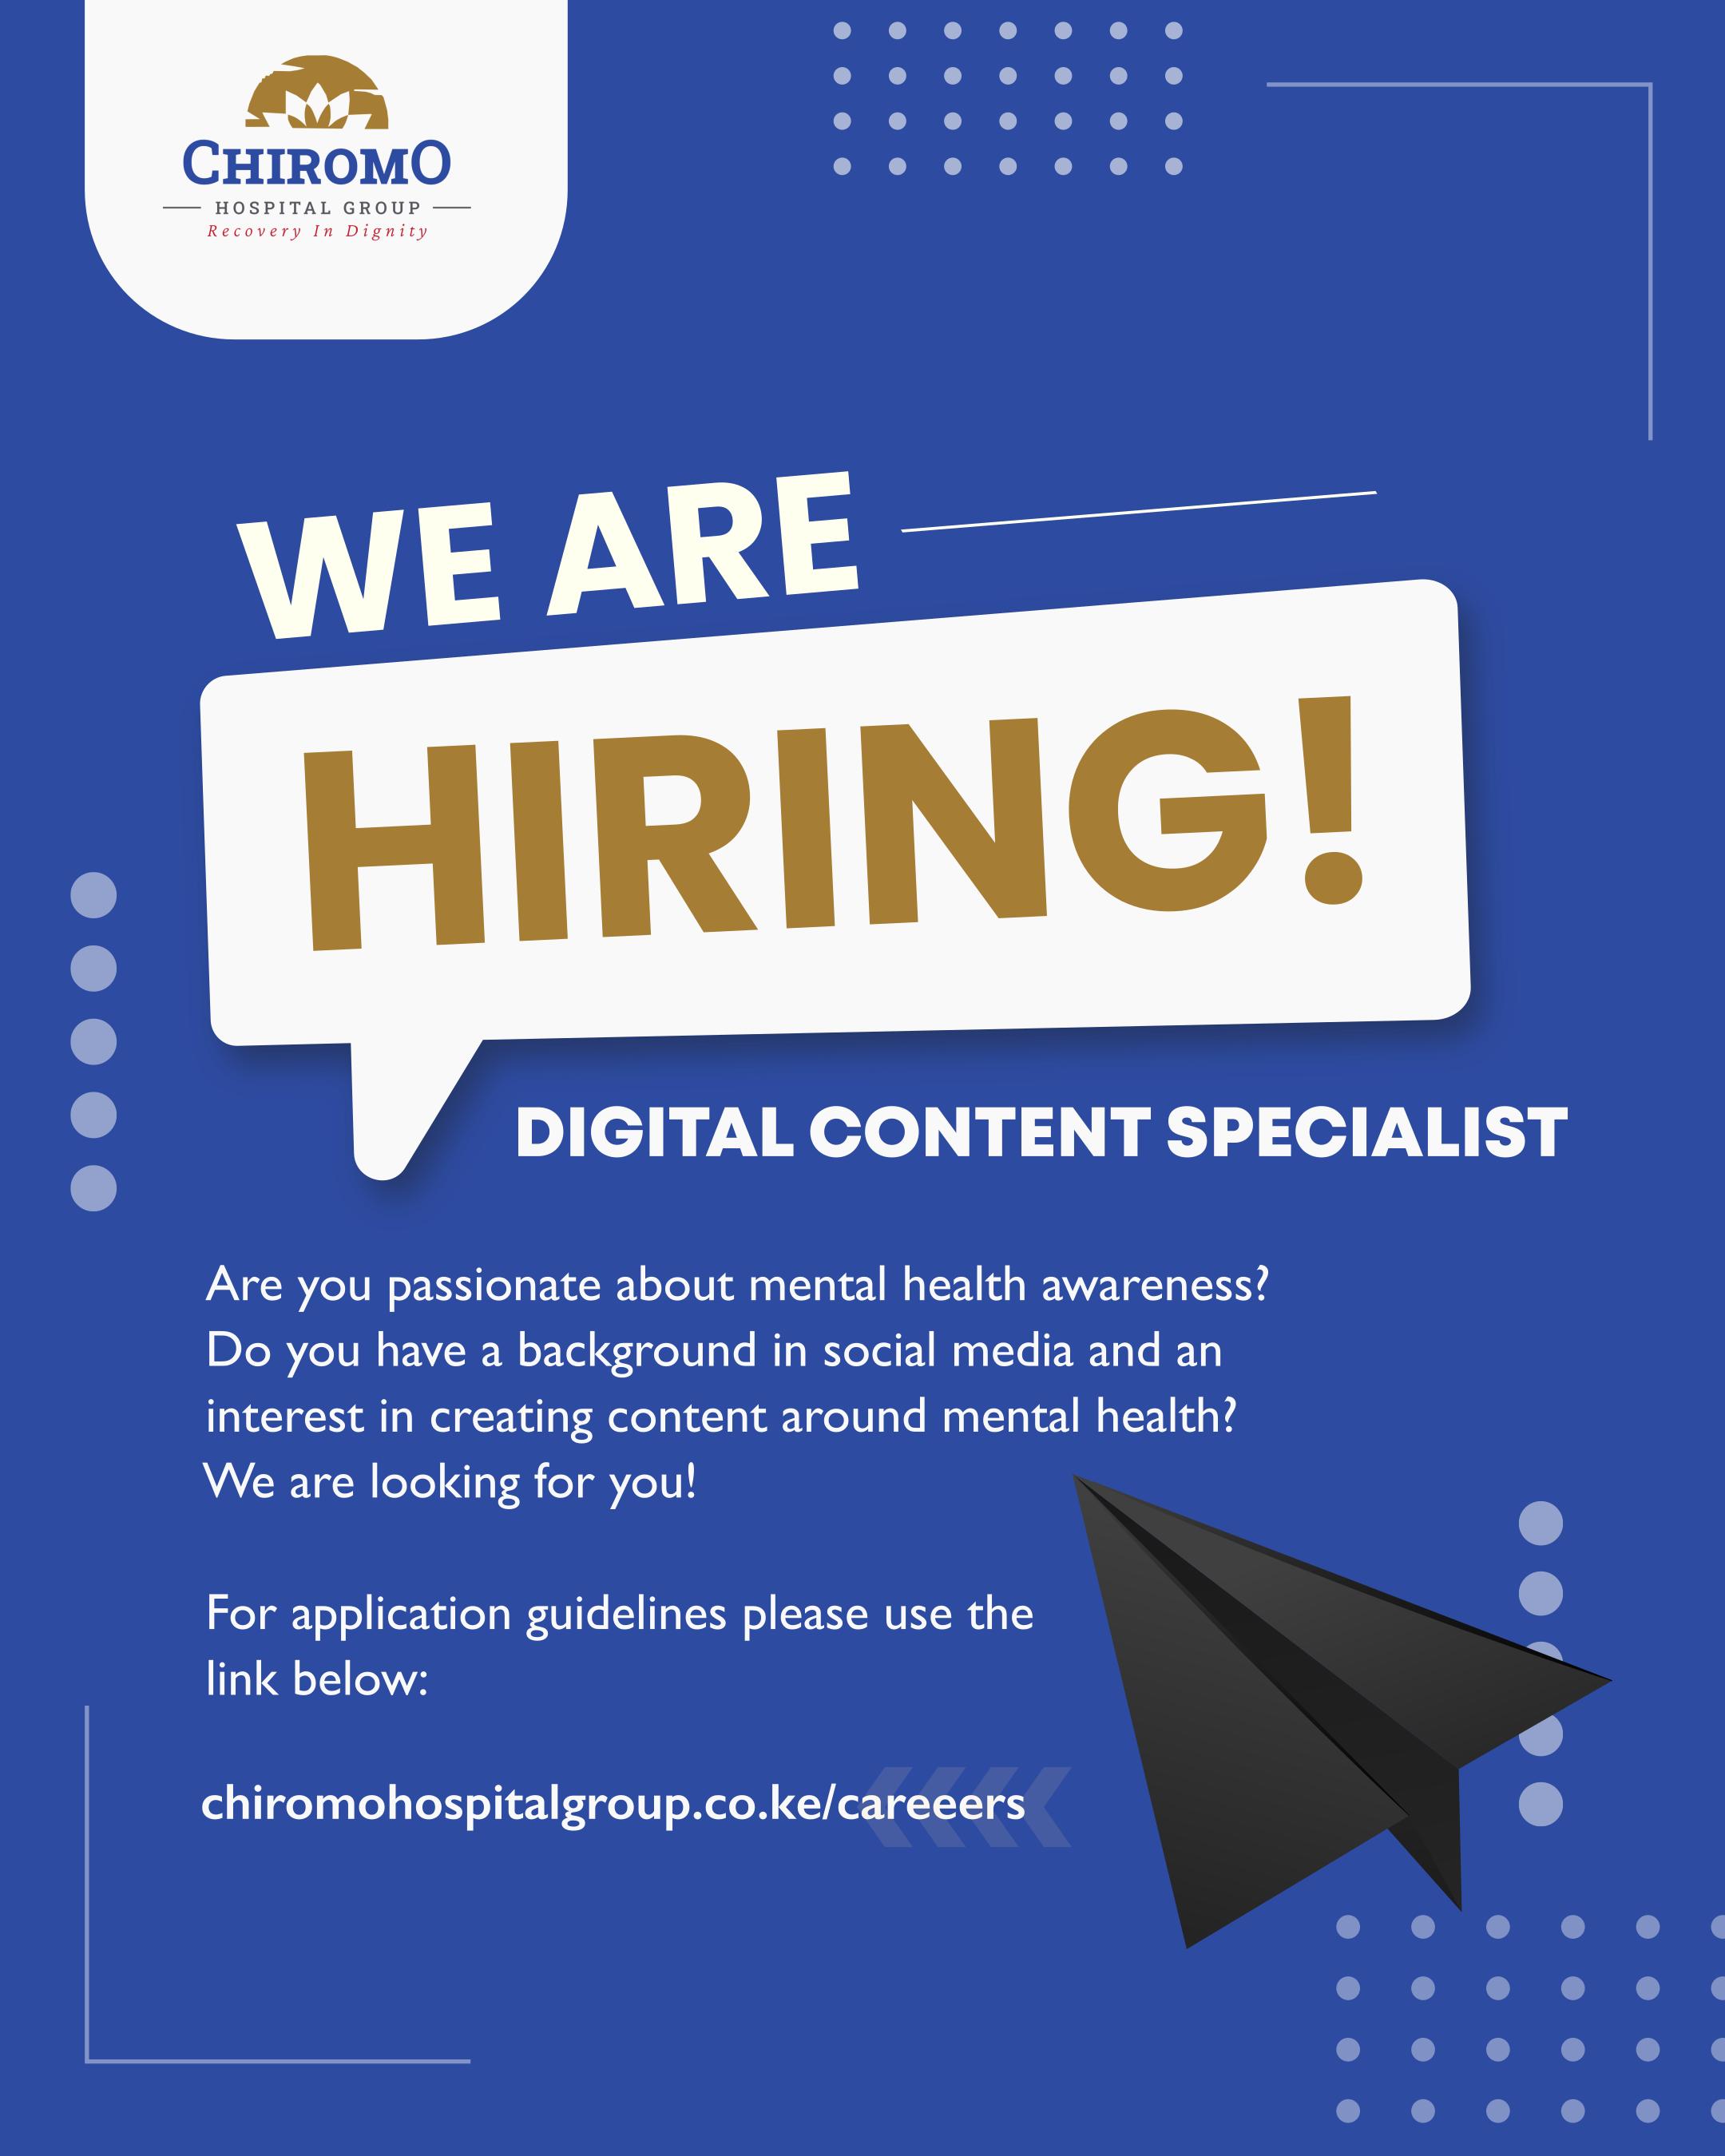 CHIROMO
HOSPITAL GROUP
Recovery In Dignity
WE ARE
HIRING!
DIGITAL CONTENT SPECIALIST
Are you passionate about mental health awareness?
Do you have a background in social media and an
interest in creating content around mental health?
We are looking for you!
For application guidelines please use the
link below:
chiromohospitalgroup.co.ke/careeers